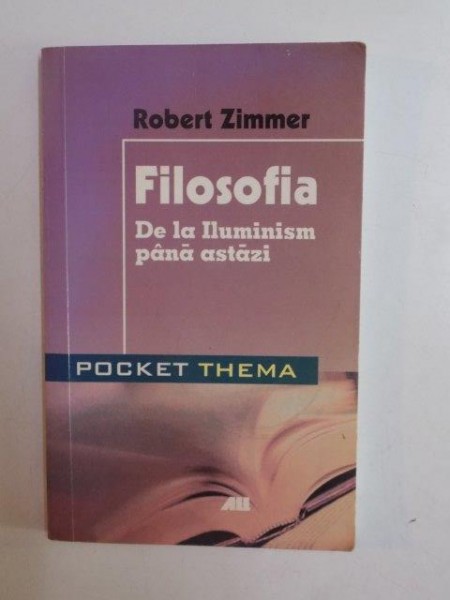 Robert Zimmer
Filosofia
De la Iluminism
până astăzi
POCKET THEMA
ALL